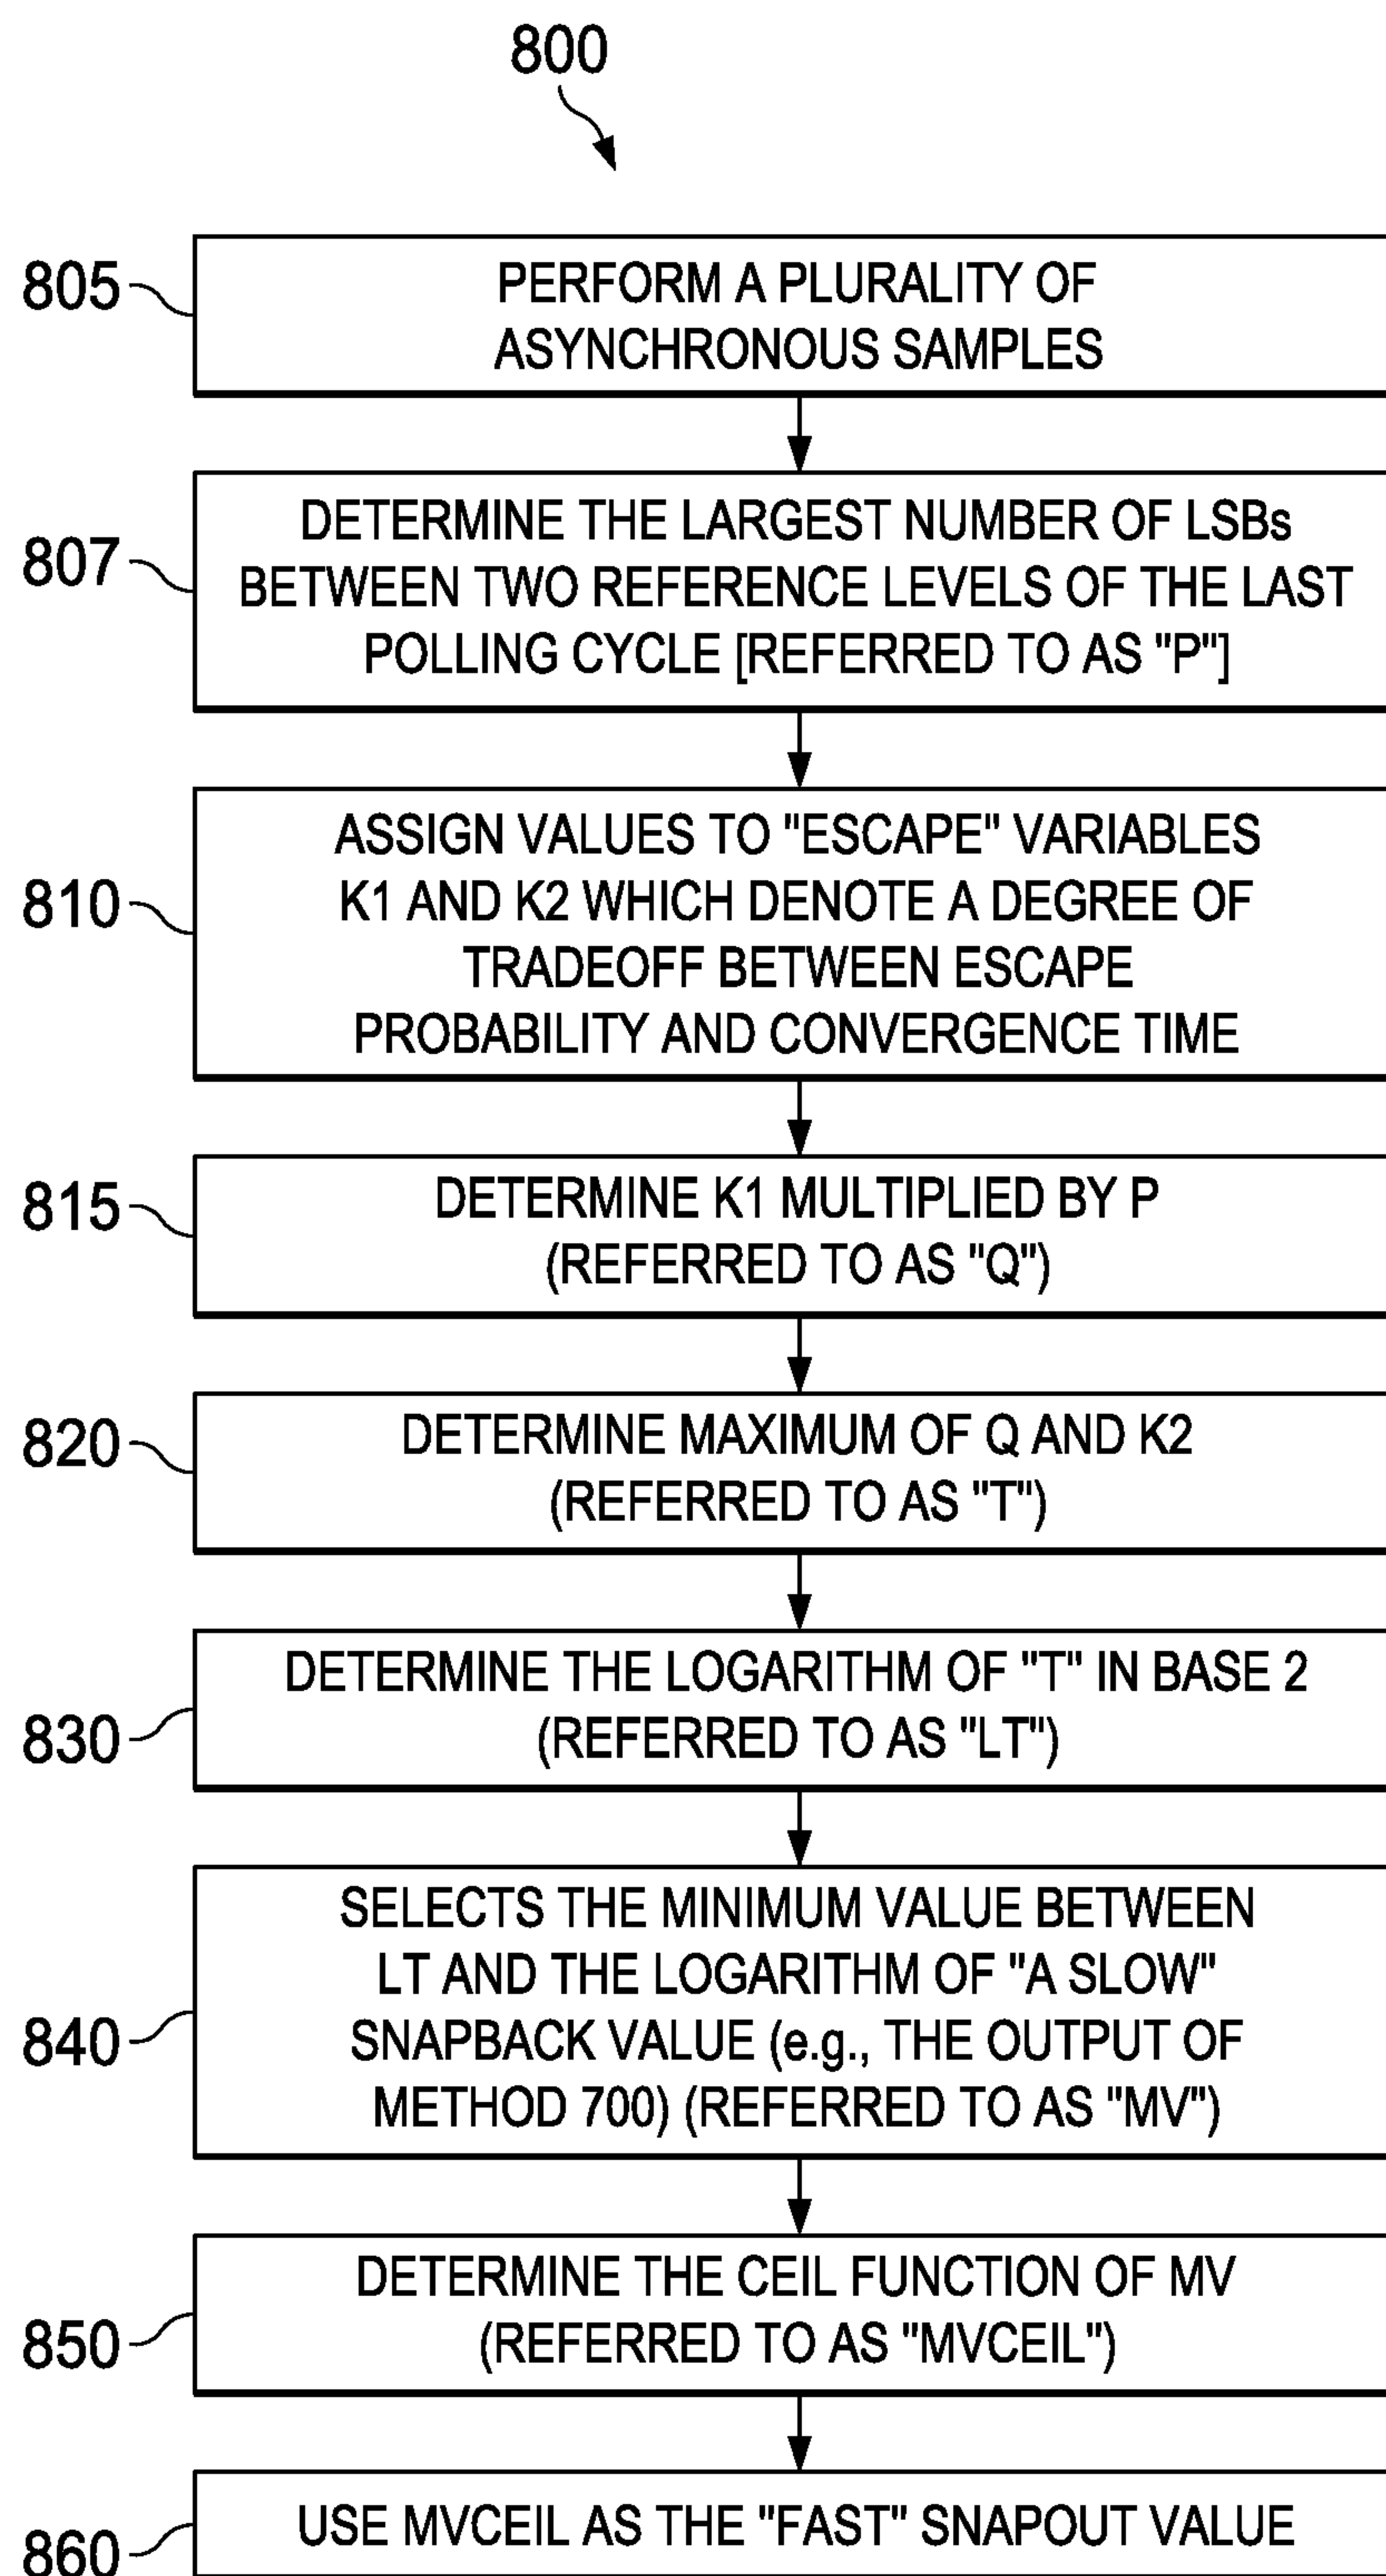 800
805
PERFORM A PLURALITY OF
ASYNCHRONOUS SAMPLES
807
DETERMINE THE LARGEST NUMBER OF LSBs
BETWEEN TWO REFERENCE LEVELS OF THE LAST
POLLING CYCLE [REFERRED TO AS "P"]
810
ASSIGN VALUES TO "ESCAPE" VARIABLES
K1 AND K2 WHICH DENOTE A DEGREE OF
TRADEOFF BETWEEN ESCAPE
PROBABILITY AND CONVERGENCE TIME
815
DETERMINE K1 MULTIPLIED BY P
(REFERRED TO AS "Q")
820
DETERMINE MAXIMUM OF Q AND K2
(REFERRED TO AS "T")
830
DETERMINE THE LOGARITHM OF "T" IN BASE 2
(REFERRED TO AS "LT")
840
SELECTS THE MINIMUM VALUE BETWEEN
LT AND THE LOGARITHM OF "A SLOW"
SNAPBACK VALUE (e.g., THE OUTPUT OF
METHOD 700) (REFERRED TO AS "MV")
850
DETERMINE THE CEIL FUNCTION OF MV
(REFERRED TO AS "MVCEIL")
860
USE MVCEIL AS THE "FAST" SNAPOUT VALUE